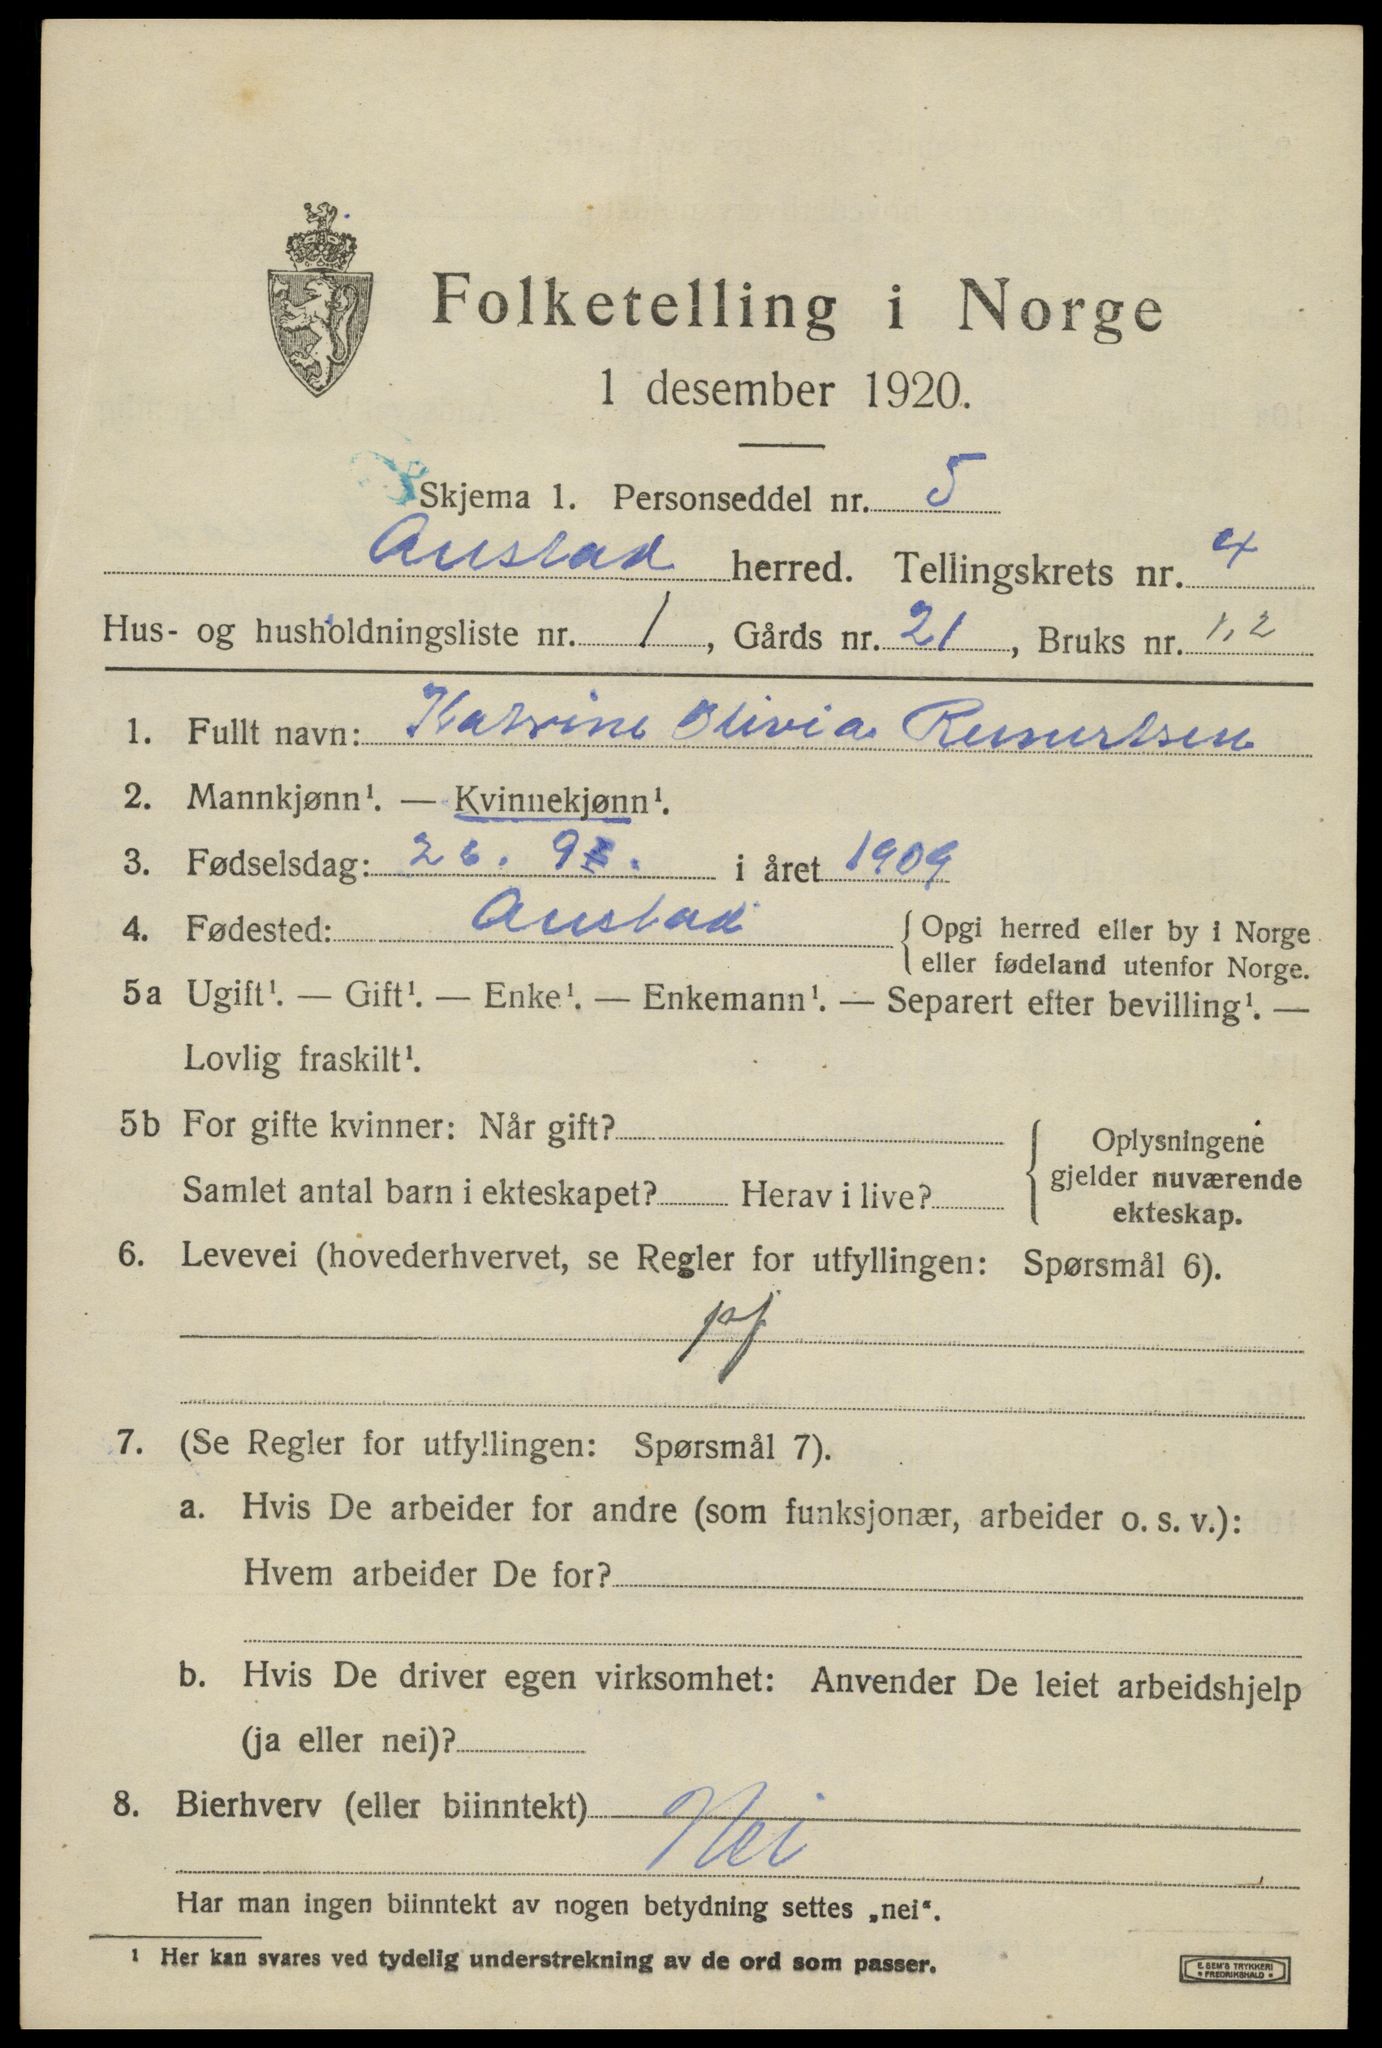 Folketelling i Norge
1 desember 1920.
Skjema 1. Personseddel nr. 5
Austad herred. Tellingskrets nr. 4
Hus- og husholdningsliste nr. 1, Gårds nr. 21, Bruks nr. 1,2
1. Fullt navn: Katrine Olivia Reinertsen
2. Mannkjønn¹. — Kvinnekjønn¹.
3. Fødselsdag: 26. 9. i året 1909
4. Fødested: Austad { Opgi herred eller by i Norge
eller fødeland utenfor Norge.
5a Ugift¹. — Gift¹. — Enke¹. — Enkemann¹. — Separert efter bevilling¹. —
Lovlig fraskilt¹.
5b For gifte kvinner: Når gift?
Samlet antal barn i ekteskapet? Herav i live?
Oplysningene
gjelder nuværende
ekteskap.
6. Levevei (hovederhvervet, se Regler for utfyllingen: Spørsmål 6).
pf
7. (Se Regler for utfyllingen: Spørsmål 7).
a. Hvis De arbeider for andre (som funksjonær, arbeider o. s. v.):
Hvem arbeider De for?
b. Hvis De driver egen virksomhet: Anvender De leiet arbeidshjelp
(ja eller nei)?
8. Bierhverv (eller biinntekt)
Nei
Har man ingen biinntekt av nogen betydning settes „nei“.
¹ Her kan svares ved tydelig understrekning av de ord som passer.
E. SEM'S TRYKKERI
* FREDRIKSHALD *